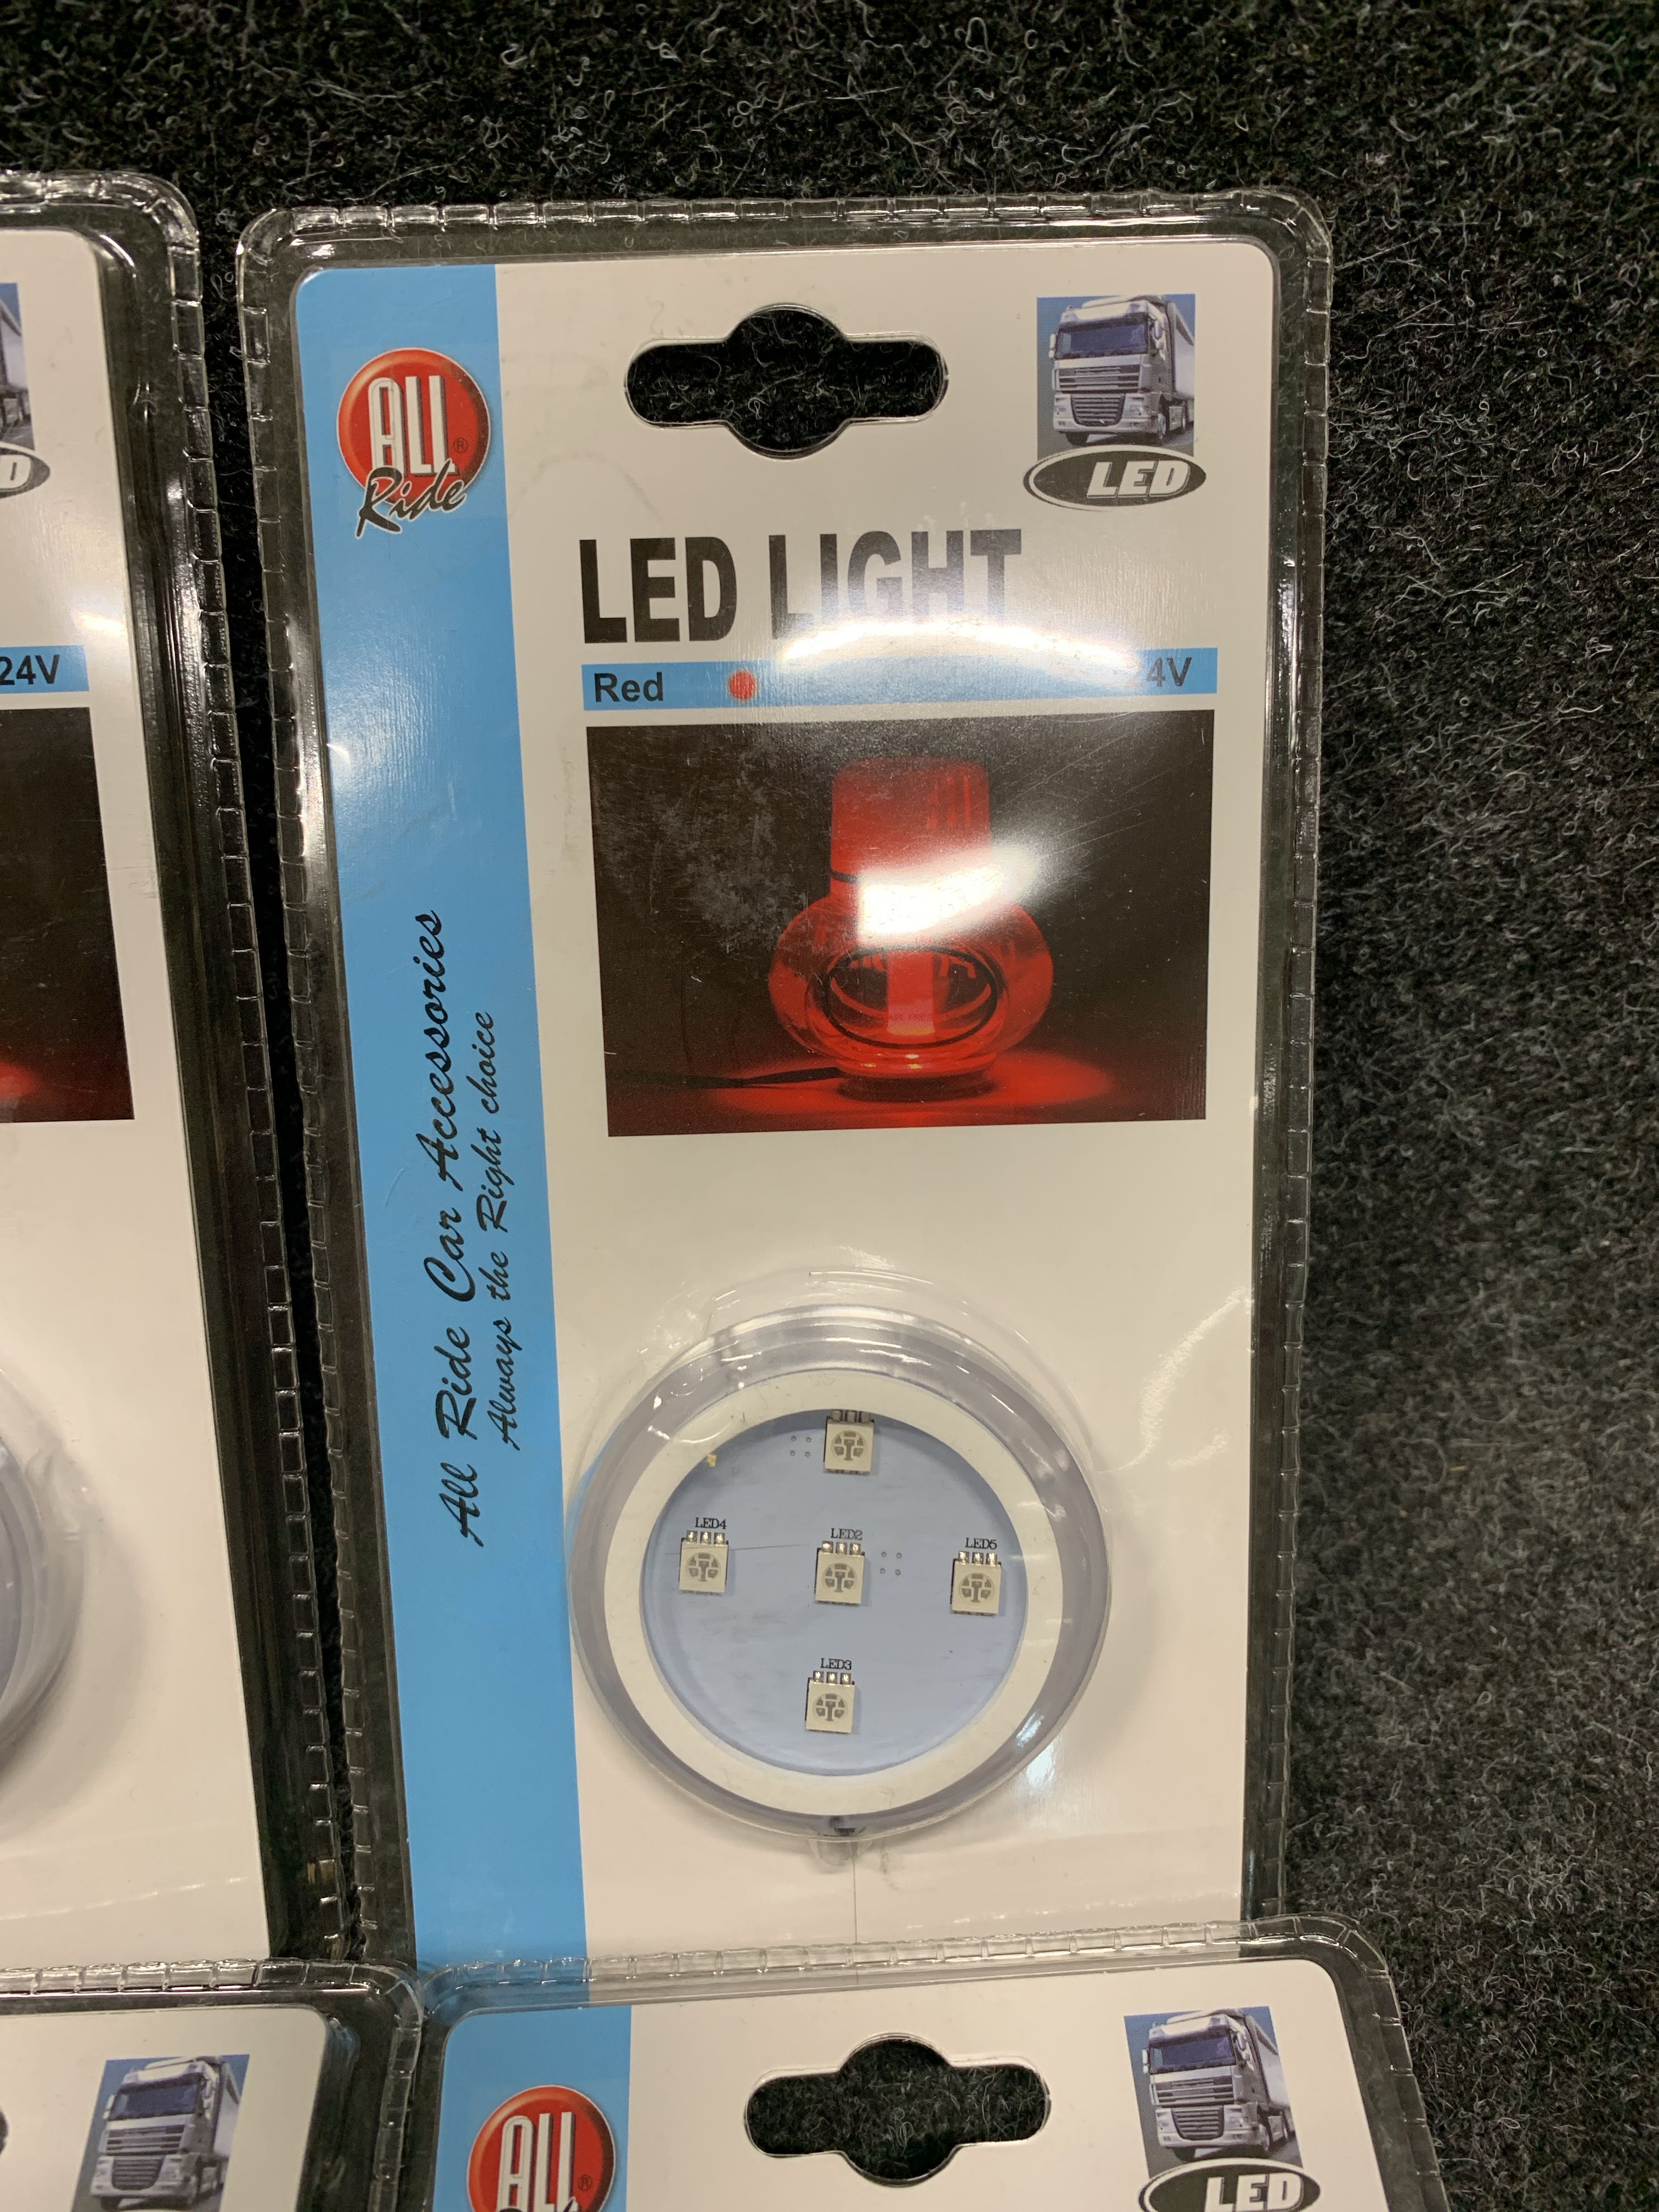 ALL®
Ride
LED
LED LIGHT
Red 24V
All Ride Car Accessories
Always the Right choice
LED4
LED2
LED5
LED3
24V
ALL®
LED